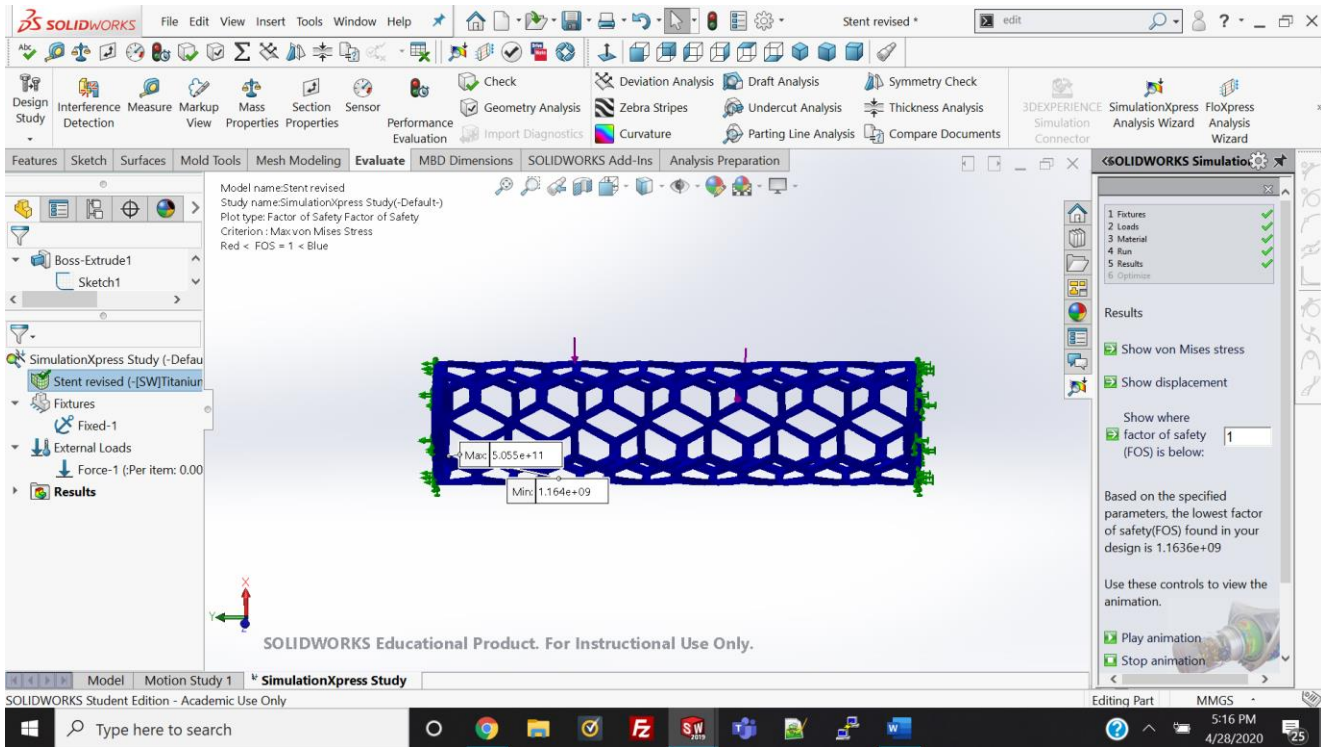 SOLIDWORKS File Edit View Insert Tools Window Help Stent revised * edit
Design Study
Interference Detection
Measure
Markup View
Mass Properties
Section Properties
Sensor
Performance Evaluation
Check
Geometry Analysis
Import Diagnostics
Deviation Analysis
Zebra Stripes
Curvature
Draft Analysis
Undercut Analysis
Parting Line Analysis
Symmetry Check
Thickness Analysis
Compare Documents
3DEXPERIENCE Simulation Connector
SimulationXpress Analysis Wizard
FloXpress Analysis Wizard
Features Sketch Surfaces Mold Tools Mesh Modeling Evaluate MBD Dimensions SOLIDWORKS Add-Ins Analysis Preparation
Boss-Extrude1
Sketch1
SimulationXpress Study (-Defau
Stent revised (-[SW]Titaniun
Fixtures
Fixed-1
External Loads
Force-1 (:Per item: 0.00
Results
Model name:Stent revised
Study name:SimulationXpress Study(-Default-)
Plot type: Factor of Safety Factor of Safety
Criterion : Max von Mises Stress
Red < FOS = 1 < Blue
Max: 5.055e+11
Min: 1.164e+09
X
Y
Z
SOLIDWORKS Educational Product. For Instructional Use Only.
SOLIDWORKS Simulation
1 Fixtures
2 Loads
3 Material
4 Run
5 Results
6 Optimize
Results
Show von Mises stress
Show displacement
Show where
factor of safety 1
(FOS) is below:
Based on the specified
parameters, the lowest factor
of safety(FOS) found in your
design is 1.1636e+09
Use these controls to view the
animation.
Play animation
Stop animation
Model Motion Study 1 SimulationXpress Study
SOLIDWORKS Student Edition - Academic Use Only Editing Part MMGS
Type here to search
5:16 PM
4/28/2020
25